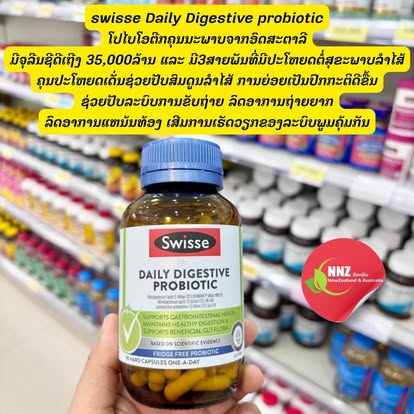 swisse Daily Digestive probiotic
ໂປໄບໂອຕິກຄຸນນະພາບຈາກອົດສະຕາລີ
ມີຈຸລິນຊີດີເຖິງ 35,000ລ້ານ ແລະ ມີ3ສາຍພັນທີ່ມີປະໂຫຍດຕໍ່ສຸຂະພາບລຳໄສ້
ຄຸນປະໂຫຍດເດັ່ນຊ່ວຍປັບສົມດູນລຳໄສ້ ການຍ່ອຍເປັນປົກກະຕິດີຂຶ້ນ
ຊ່ວຍປັບລະບົບການຂັບຖ່າຍ ລົດອາການຖ່າຍຍາກ
ລົດອາການແໜ້ນທ້ອງ ເສີມການເຮັດວຽກຂອງລະບົບພູມຄຸ້ມກັນ
Swisse
DAILY DIGESTIVE
PROBIOTIC
SUPPORTS GASTROINTESTINAL HEALTH
MAINTAINS HEALTHY DIGESTION &
SUPPORTS BENEFICIAL GUT FLORA
BASED ON SCIENTIFIC EVIDENCE
FRIDGE FREE PROBIOTIC
HARD CAPSULES ONE-A-DAY
NNZ
NewZealand & Australia